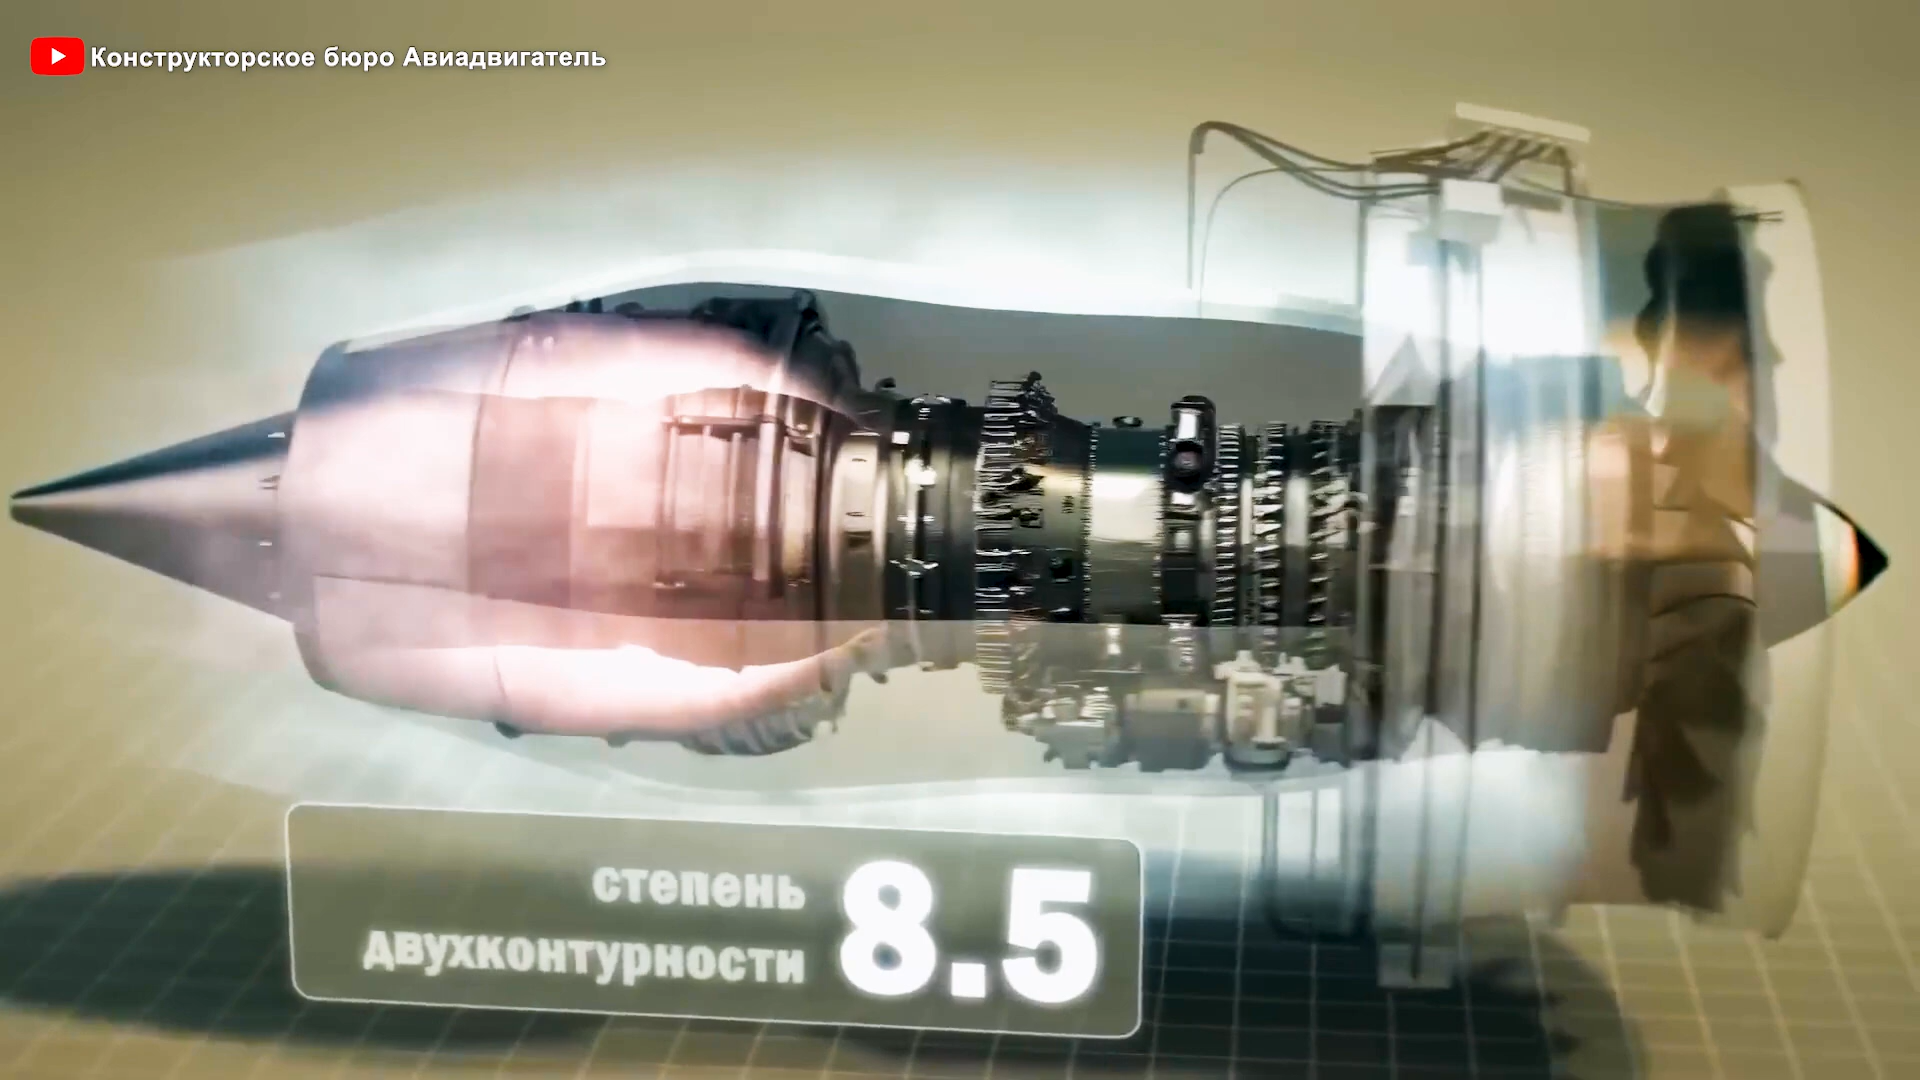 Конструкторское бюро Авиадвигатель
степень
двухконтурности
8.5